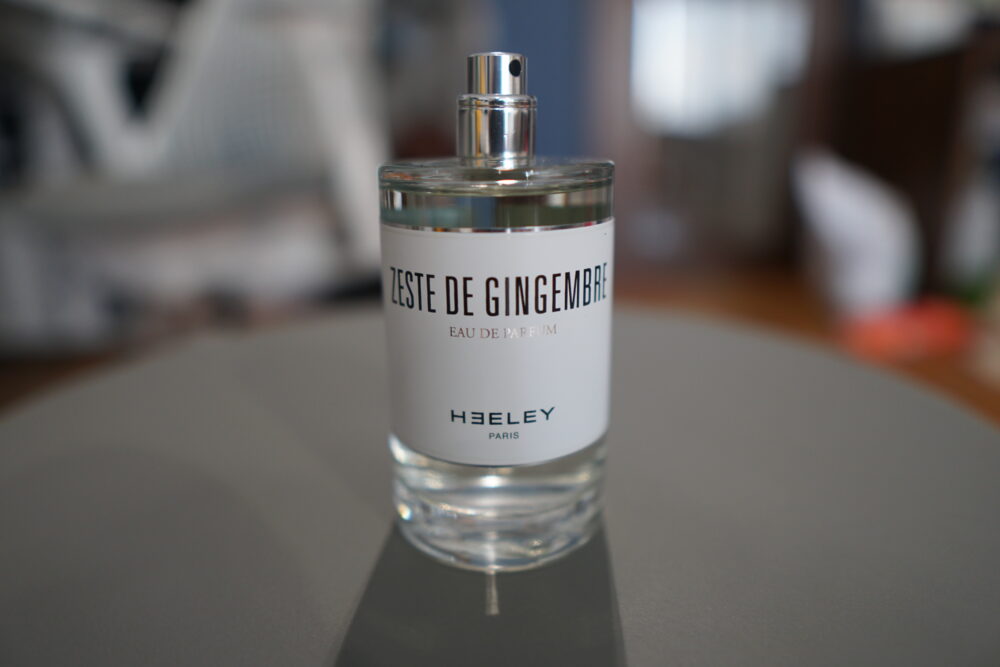 ZESTE DE GINGEMBRE
EAU DE PARFUM
HEELEY
PARIS